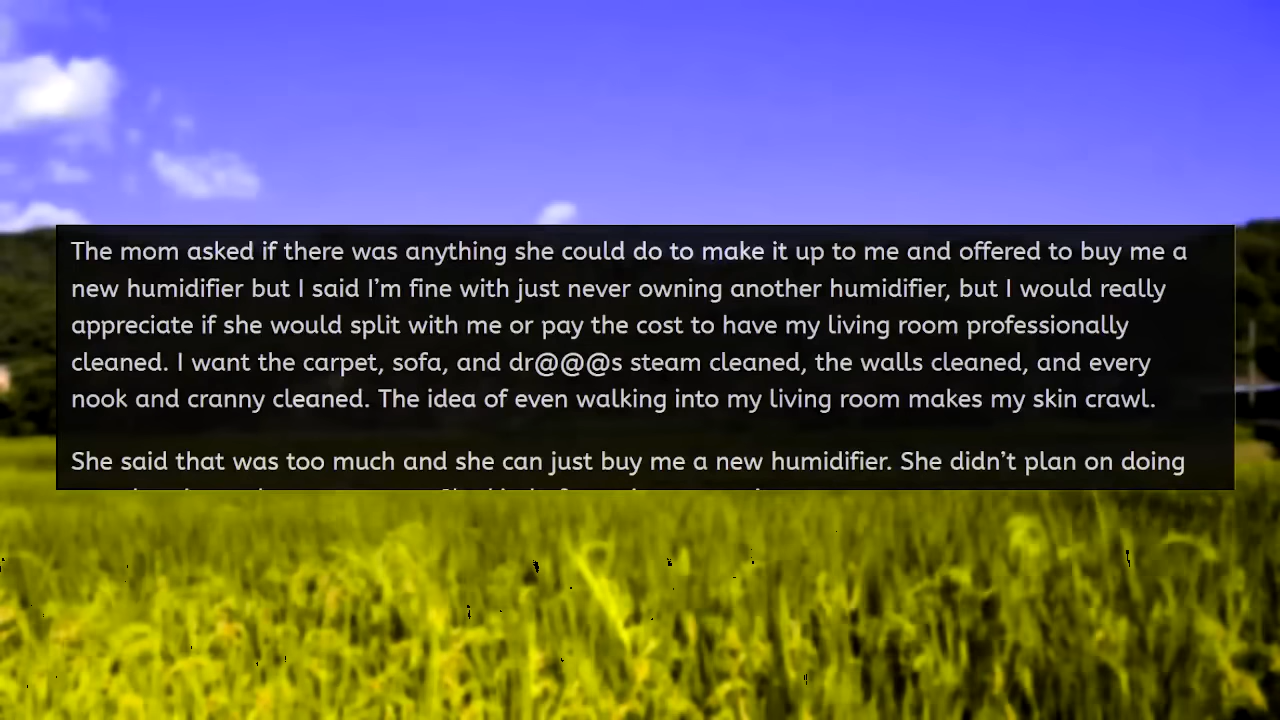 The mom asked if there was anything she could do to make it up to me and offered to buy me a
new humidifier but I said I’m fine with just never owning another humidifier, but I would really
appreciate if she would split with me or pay the cost to have my living room professionally
cleaned. I want the carpet, sofa, and dr@@@s steam cleaned, the walls cleaned, and every
nook and cranny cleaned. The idea of even walking into my living room makes my skin crawl.
She said that was too much and she can just buy me a new humidifier. She didn’t plan on doing